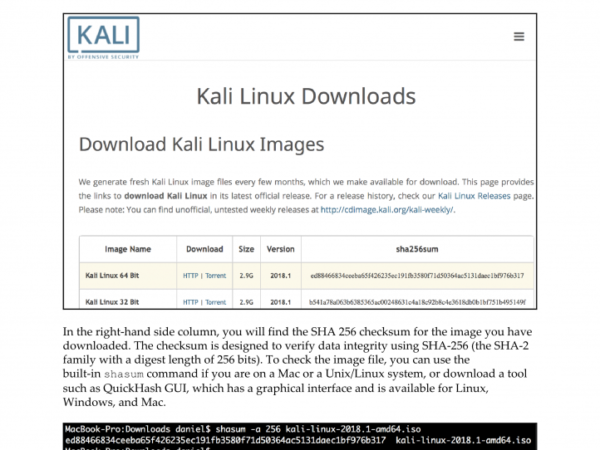 KALI
BY OFFENSIVE SECURITY
Kali Linux Downloads
Download Kali Linux Images
We generate fresh Kali Linux image files every few months, which we make available for download. This page provides
the links to download Kali Linux in its latest official release. For a release history, check our Kali Linux Releases page.
Please note: You can find unofficial, untested weekly releases at http://cdimage.kali.org/kali-weekly/.
Image Name Download Size Version sha256sum
Kali Linux 64 Bit HTTP | Torrent 2.9G 2018.1 ed88466834ceeba65f426235ec191fb3580f71d50364ac5131daec1bf976b317
Kali Linux 32 Bit HTTP | Torrent 2.9G 2018.1
In the right-hand side column, you will find the SHA 256 checksum for the image you have
downloaded. The checksum is designed to verify data integrity using SHA-256 (the SHA-2
family with a digest length of 256 bits). To check the image file, you can use the
built-in shasum command if you are on a Mac or a Unix/Linux system, or download a tool
such as QuickHash GUI, which has a graphical interface and is available for Linux,
Windows, and Mac.
MacBook-Pro:Downloads daniel$ shasum -a 256 kali-linux-2018.1-amd64.iso
ed88466834ceeba65f426235ec191fb3580f71d50364ac5131daec1bf976b317 kali-linux-2018.1-amd64.iso
MacBook-Pro:Downloads daniel$